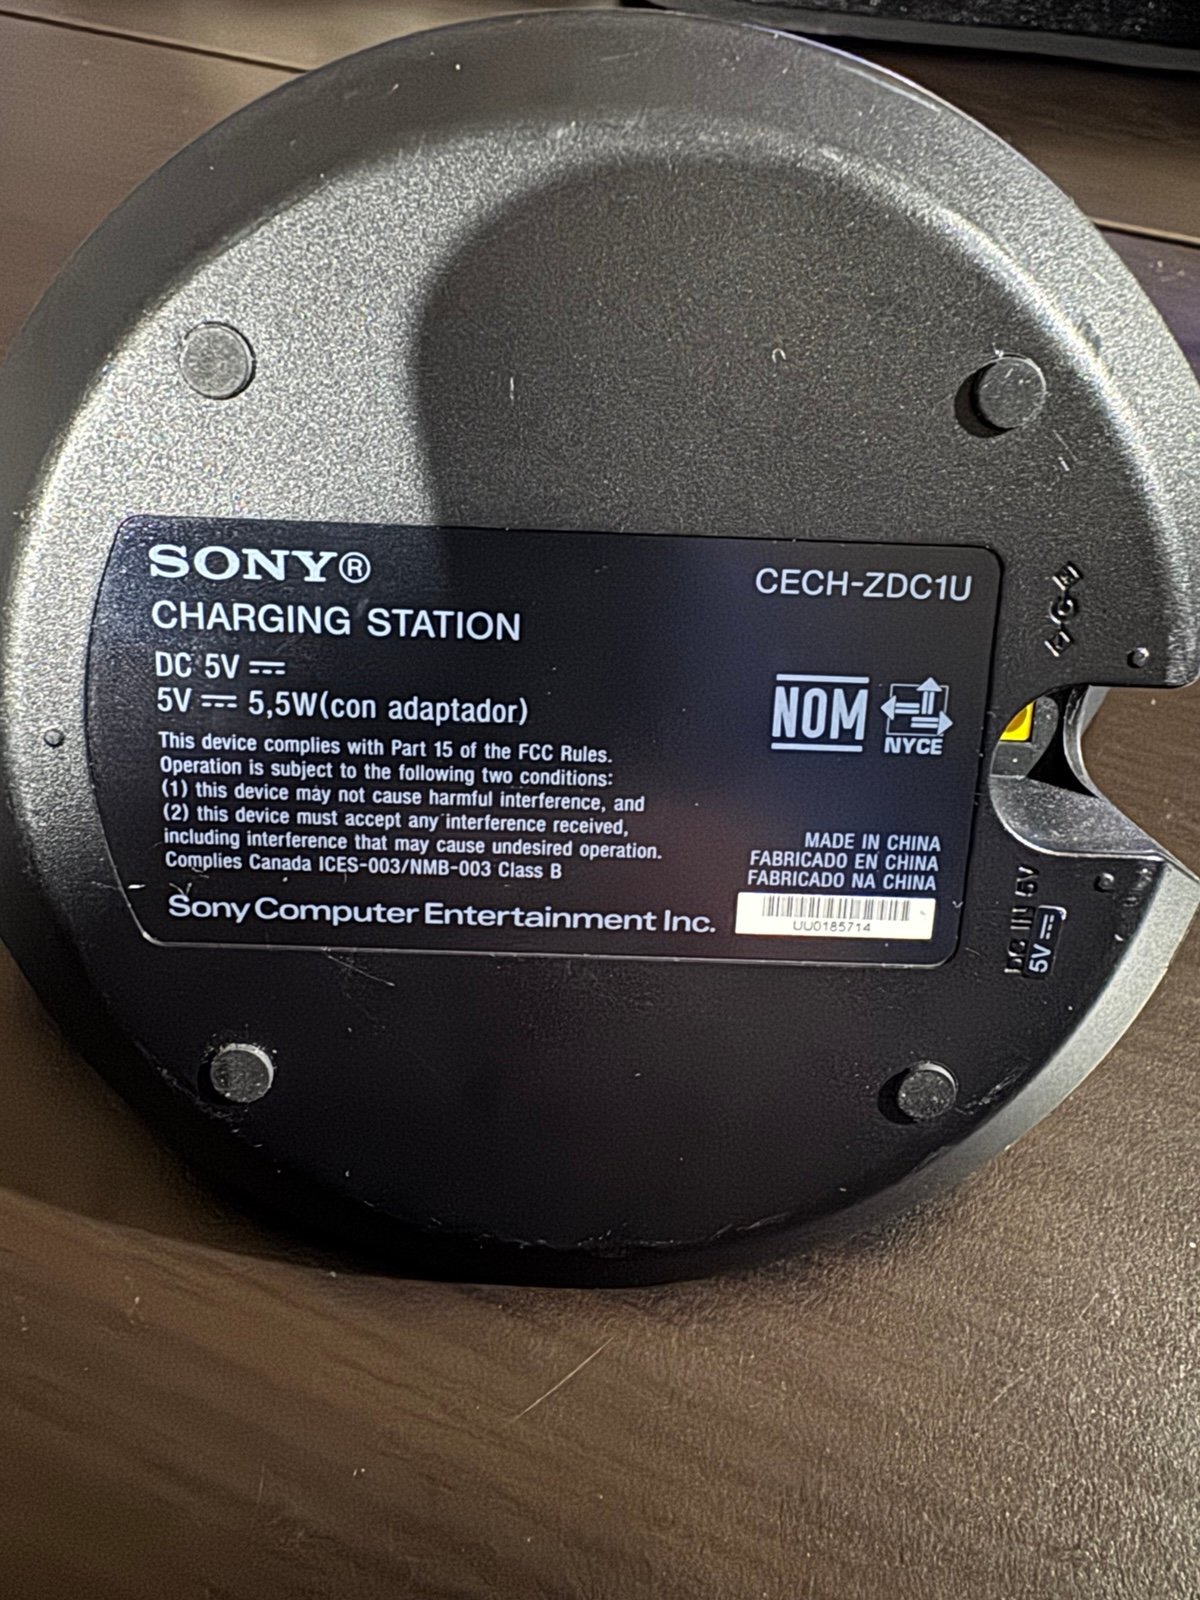 SONY®
CHARGING STATION
CECH-ZDC1U
DC 5V ⎓
5V ⎓ 5,5W(con adaptador)
This device complies with Part 15 of the FCC Rules.
Operation is subject to the following two conditions:
(1) this device may not cause harmful interference, and
(2) this device must accept any interference received,
including interference that may cause undesired operation.
Complies Canada ICES-003/NMB-003 Class B
Sony Computer Entertainment Inc.
NOM
NYCE
MADE IN CHINA
FABRICADO EN CHINA
FABRICADO NA CHINA
UU0185714
DC IN 5V
5V ⎓